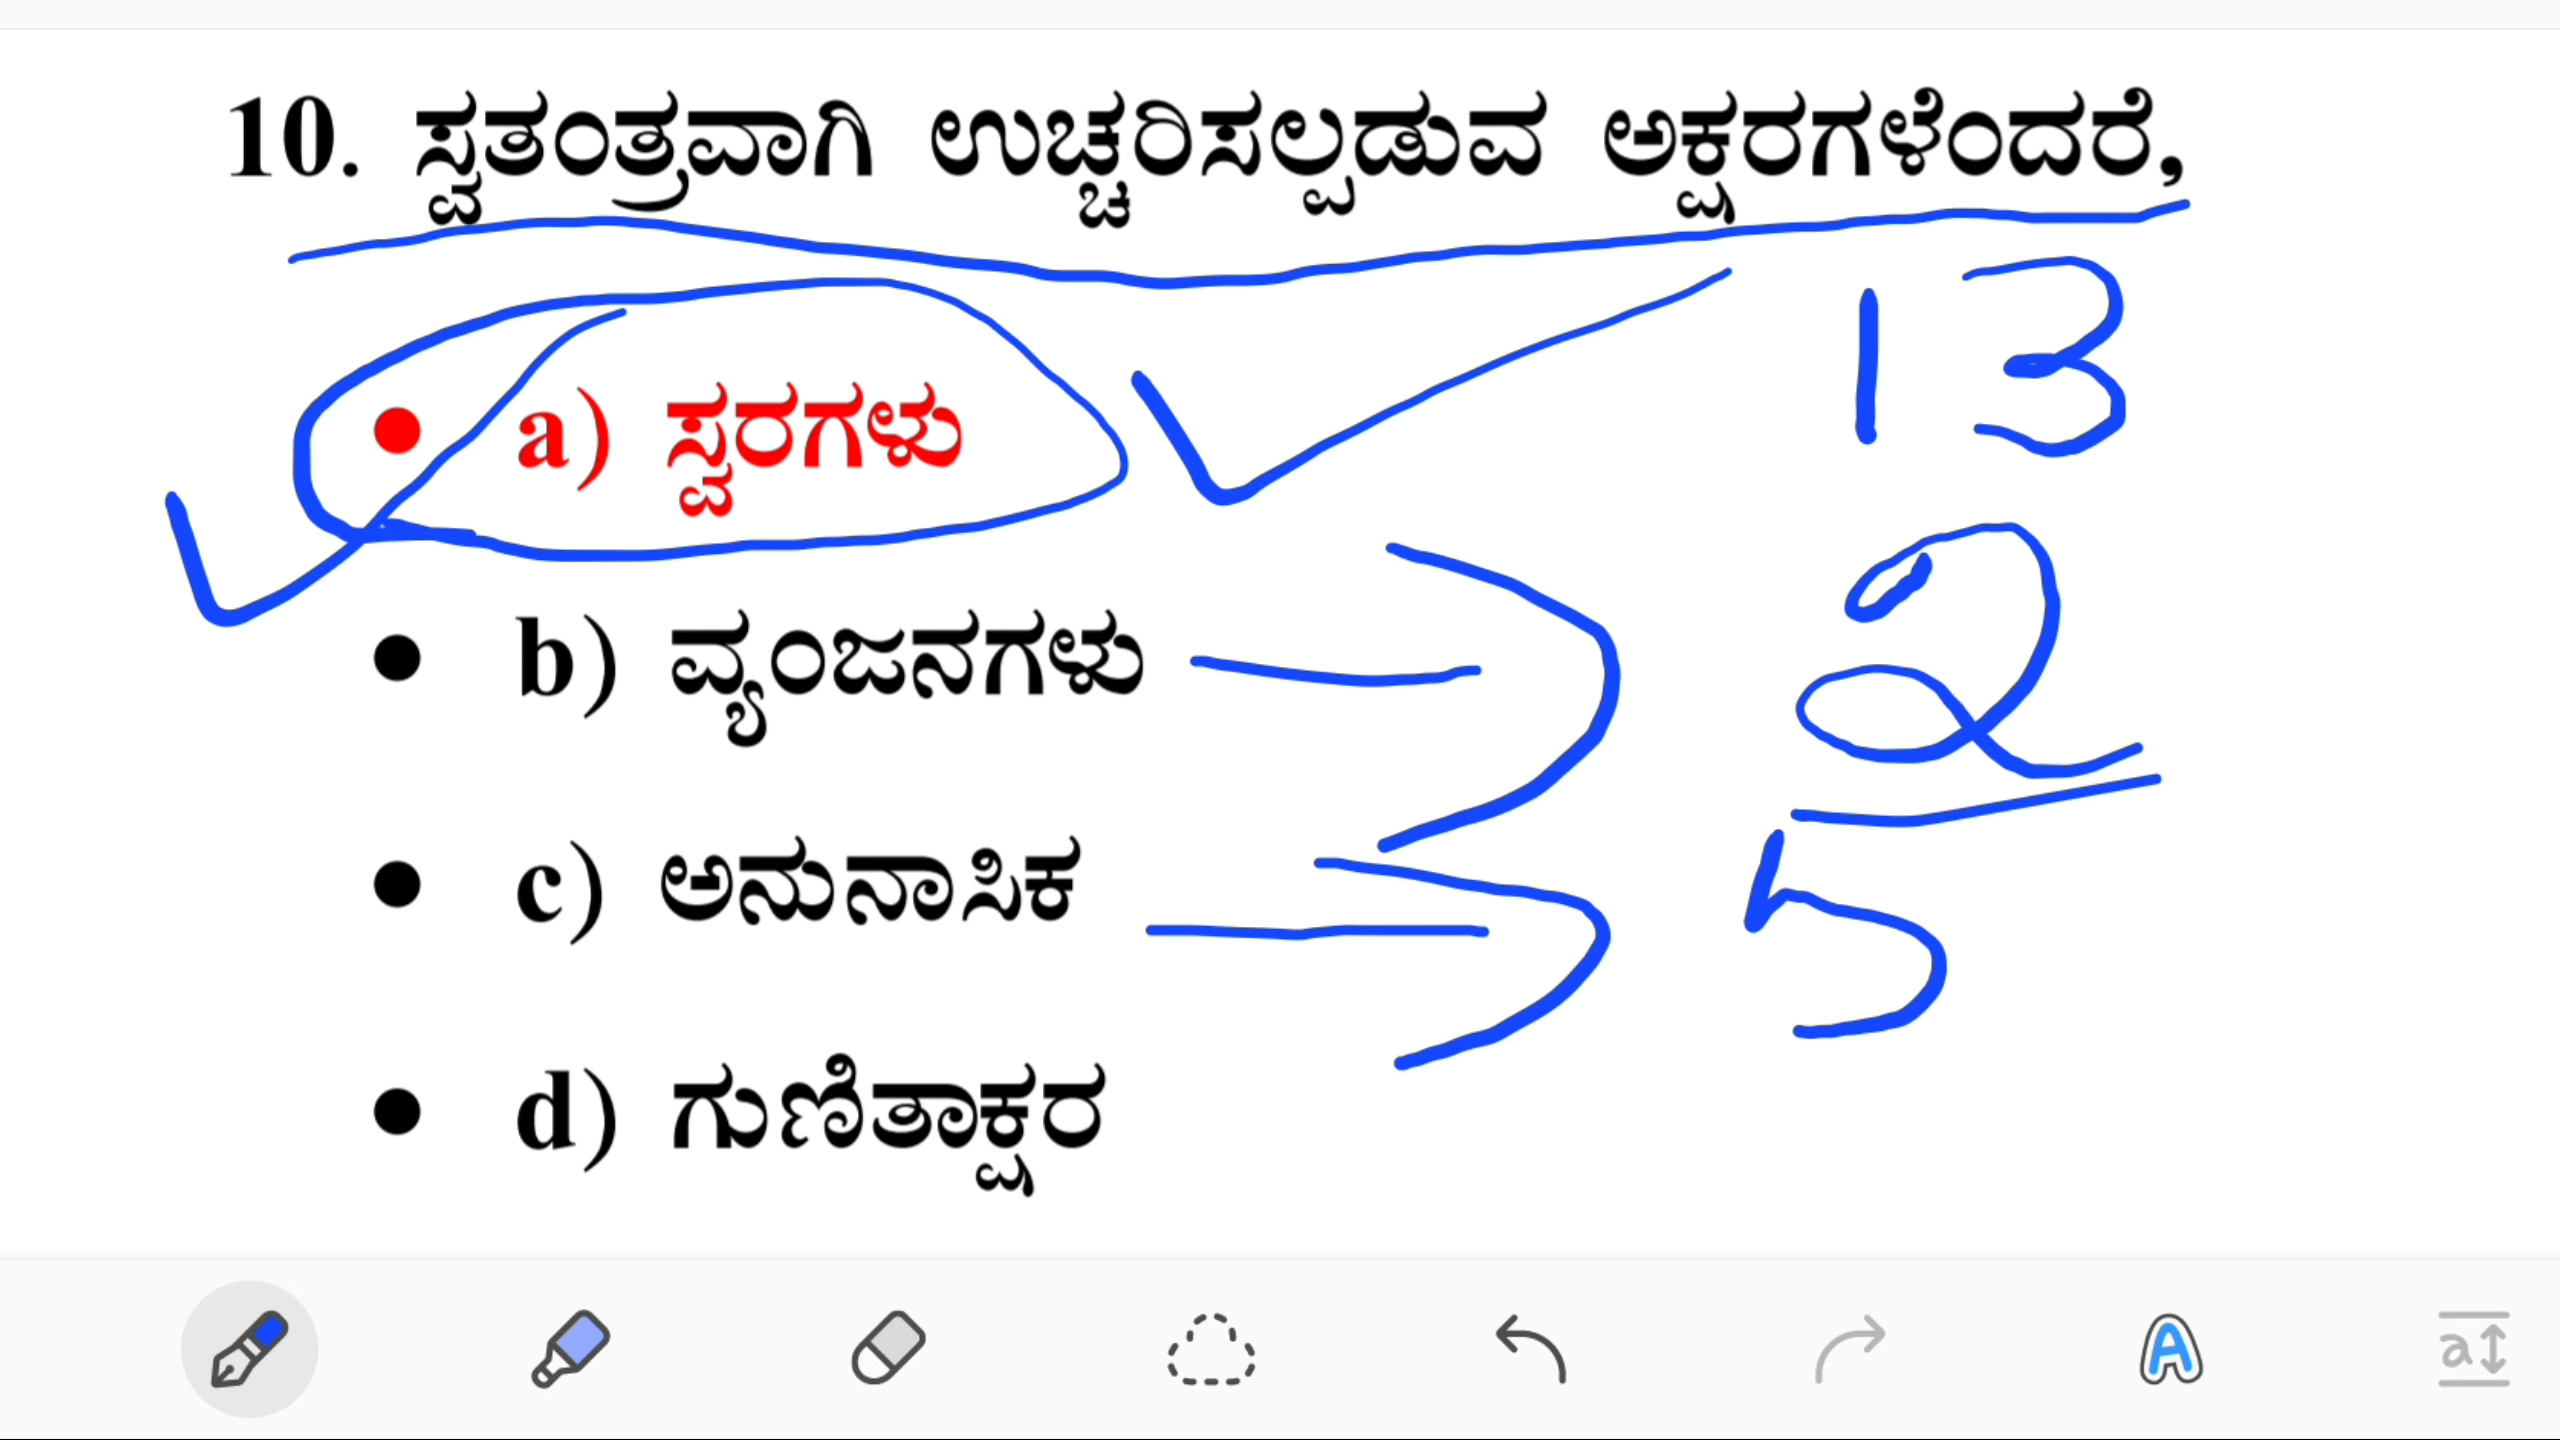 10. ಸ್ವತಂತ್ರವಾಗಿ ಉಚ್ಚರಿಸಲ್ಪಡುವ ಅಕ್ಷರಗಳೆಂದರೆ,
• a) ಸ್ವರಗಳು
13
• b) ವ್ಯಂಜನಗಳು
2
• c) ಅನುನಾಸಿಕ
5
• d) ಗುಣಿತಾಕ್ಷರ